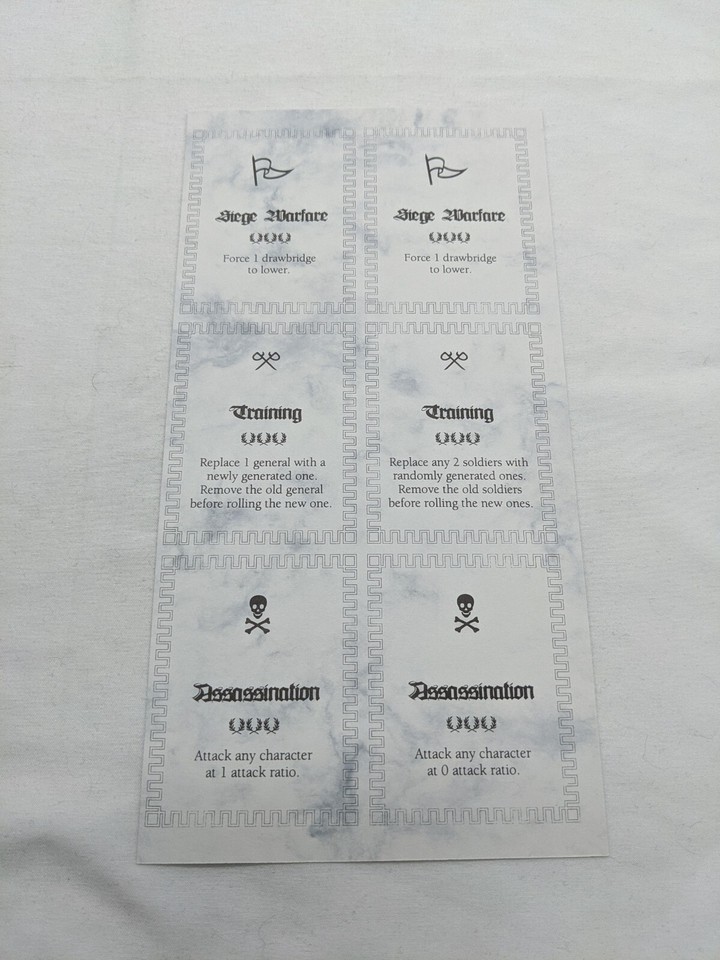 Siege Warfare
Force 1 drawbridge
to lower.
Siege Warfare
Force 1 drawbridge
to lower.
Training
Replace 1 general with a
newly generated one.
Remove the old general
before rolling the new one.
Training
Replace any 2 soldiers with
randomly generated ones.
Remove the old soldiers
before rolling the new ones.
Assassination
Attack any character
at 1 attack ratio.
Assassination
Attack any character
at 0 attack ratio.